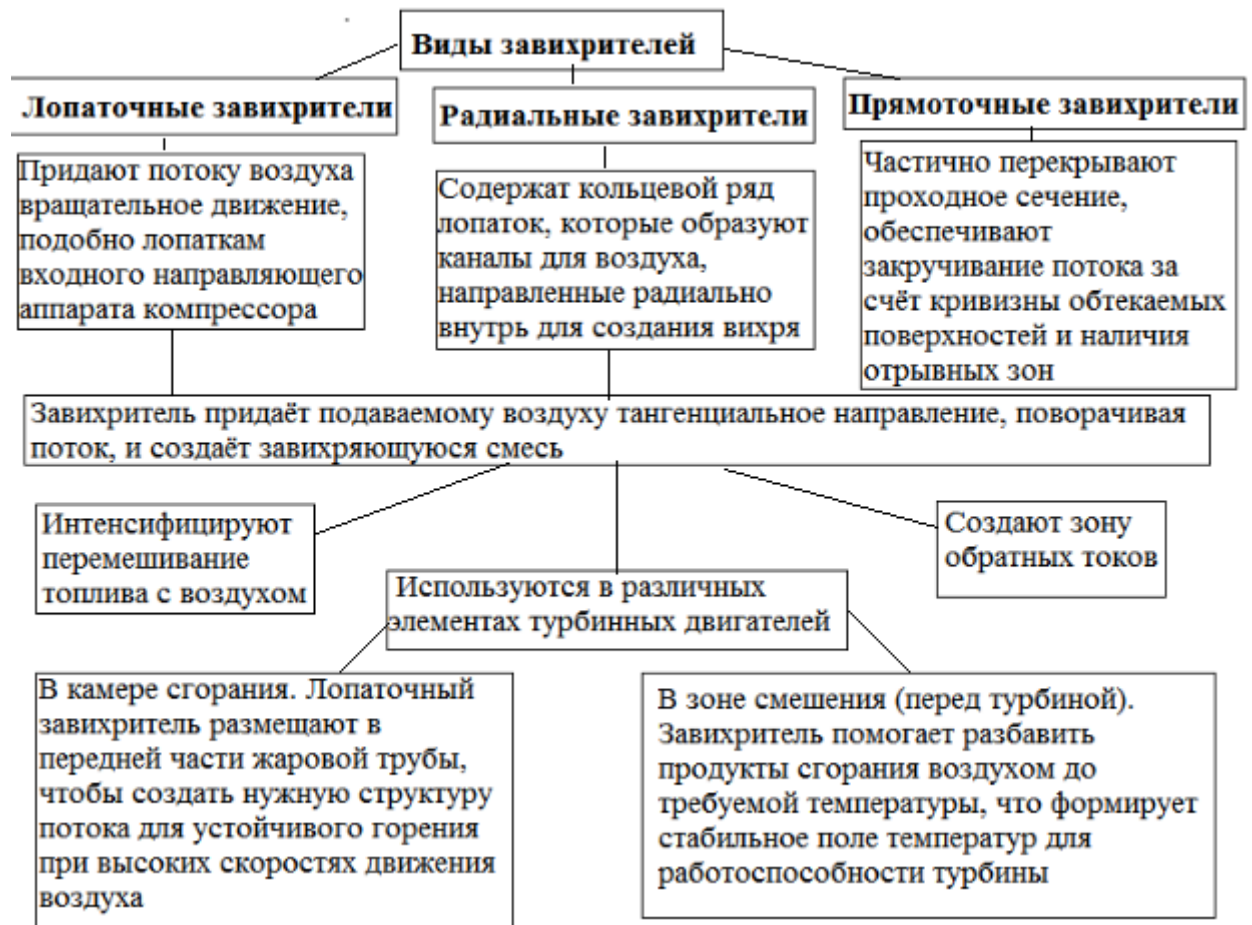 Виды завихрителей
Лопаточные завихрители
Придают потоку воздуха
вращательное движение,
подобно лопаткам
входного направляющего
аппарата компрессора
Радиальные завихрители
Содержат кольцевой ряд
лопаток, которые образуют
каналы для воздуха,
направленные радиально
внутрь для создания вихря
Прямоточные завихрители
Частично перекрывают
проходное сечение,
обеспечивают
закручивание потока за
счёт кривизны обтекаемых
поверхностей и наличия
отрывных зон
Завихритель придаёт подаваемому воздуху тангенциальное направление, поворачивая
поток, и создаёт завихряющуюся смесь
Интенсифицируют
перемешивание
топлива с воздухом
Используются в различных
элементах турбинных двигателей
Создают зону
обратных токов
В камере сгорания. Лопаточный
завихритель размещают в
передней части жаровой трубы,
чтобы создать нужную структуру
потока для устойчивого горения
при высоких скоростях движения
воздуха
В зоне смешения (перед турбиной).
Завихритель помогает разбавить
продукты сгорания воздухом до
требуемой температуры, что формирует
стабильное поле температур для
работоспособности турбины